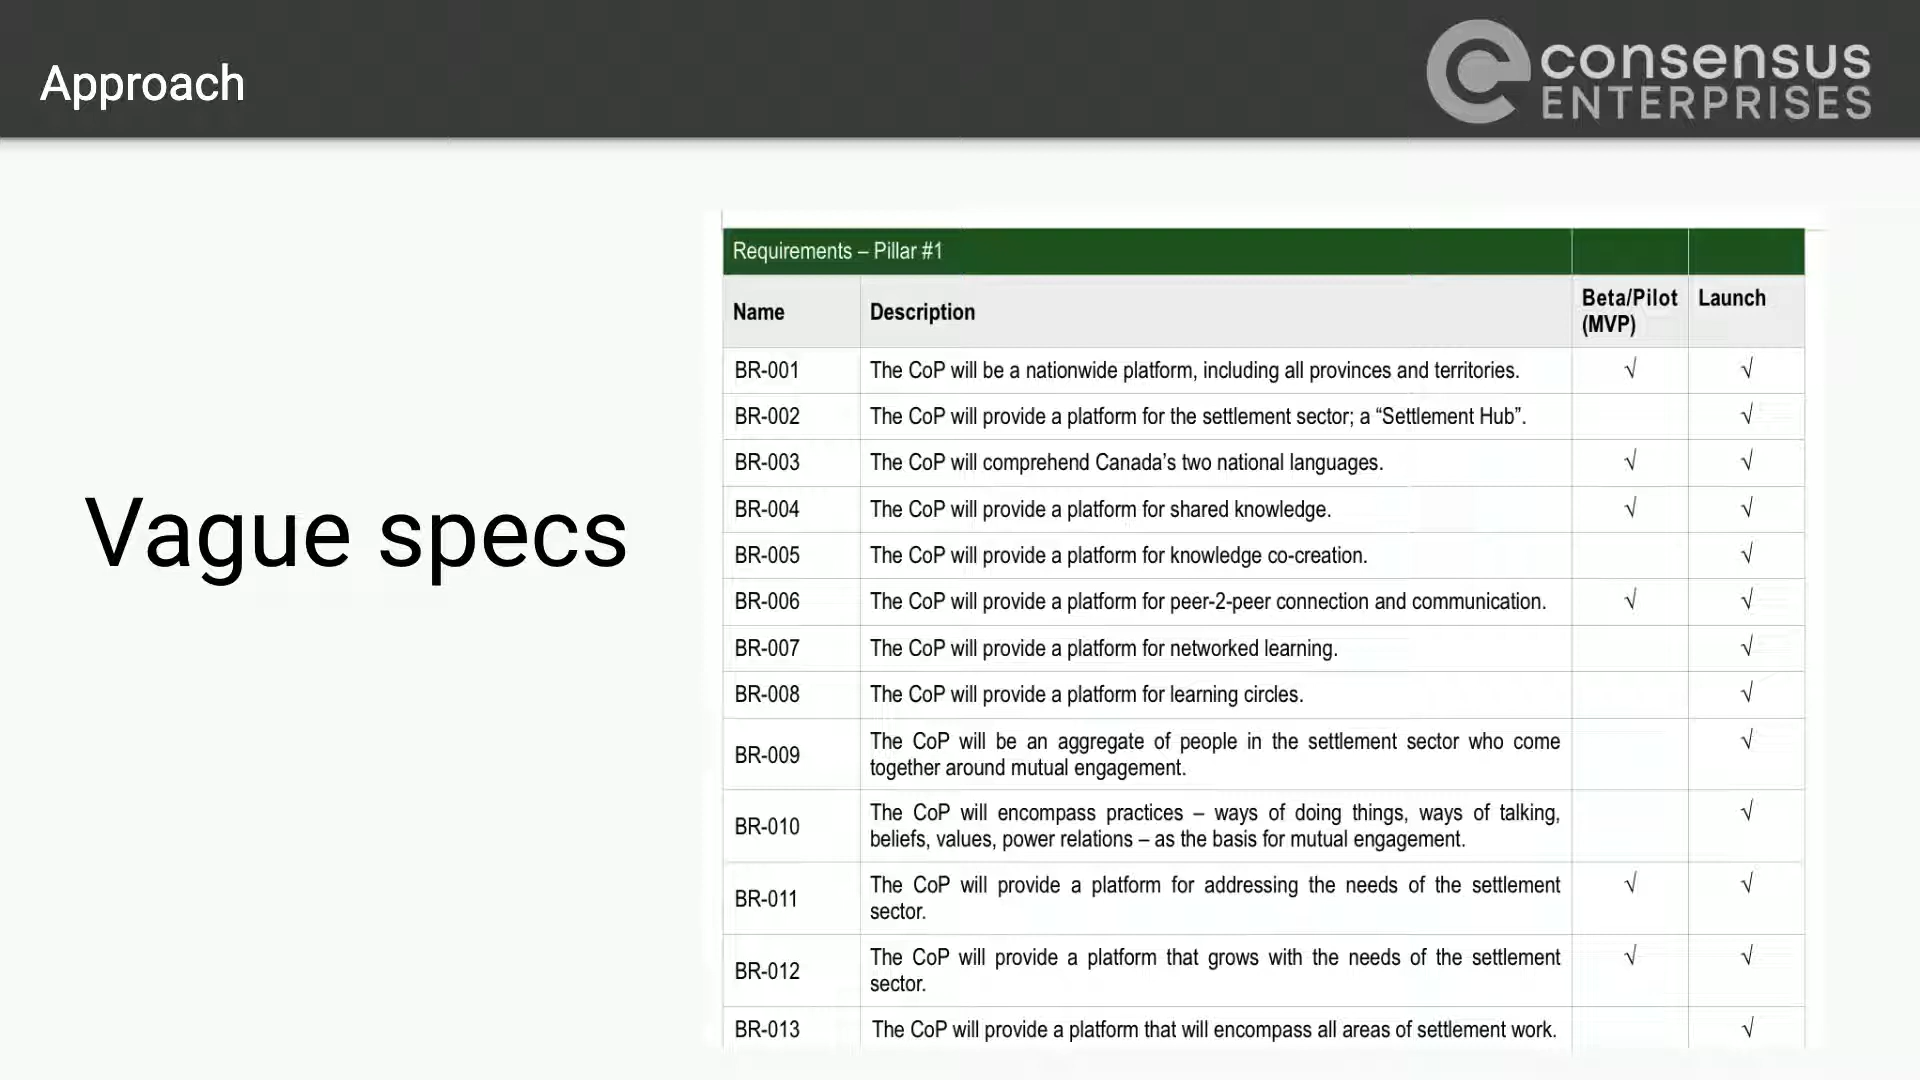 Approach
consensus
ENTERPRISES
Vague specs
Requirements – Pillar #1
Name Description Beta/Pilot (MVP) Launch
BR-001 The CoP will be a nationwide platform, including all provinces and territories. √ √
BR-002 The CoP will provide a platform for the settlement sector; a “Settlement Hub”. √
BR-003 The CoP will comprehend Canada’s two national languages. √ √
BR-004 The CoP will provide a platform for shared knowledge. √ √
BR-005 The CoP will provide a platform for knowledge co-creation. √
BR-006 The CoP will provide a platform for peer-2-peer connection and communication. √ √
BR-007 The CoP will provide a platform for networked learning. √
BR-008 The CoP will provide a platform for learning circles. √
BR-009 The CoP will be an aggregate of people in the settlement sector who come √
together around mutual engagement.
BR-010 The CoP will encompass practices – ways of doing things, ways of talking, √
beliefs, values, power relations – as the basis for mutual engagement.
BR-011 The CoP will provide a platform for addressing the needs of the settlement √ √
sector.
BR-012 The CoP will provide a platform that grows with the needs of the settlement √ √
sector.
BR-013 The CoP will provide a platform that will encompass all areas of settlement work. √